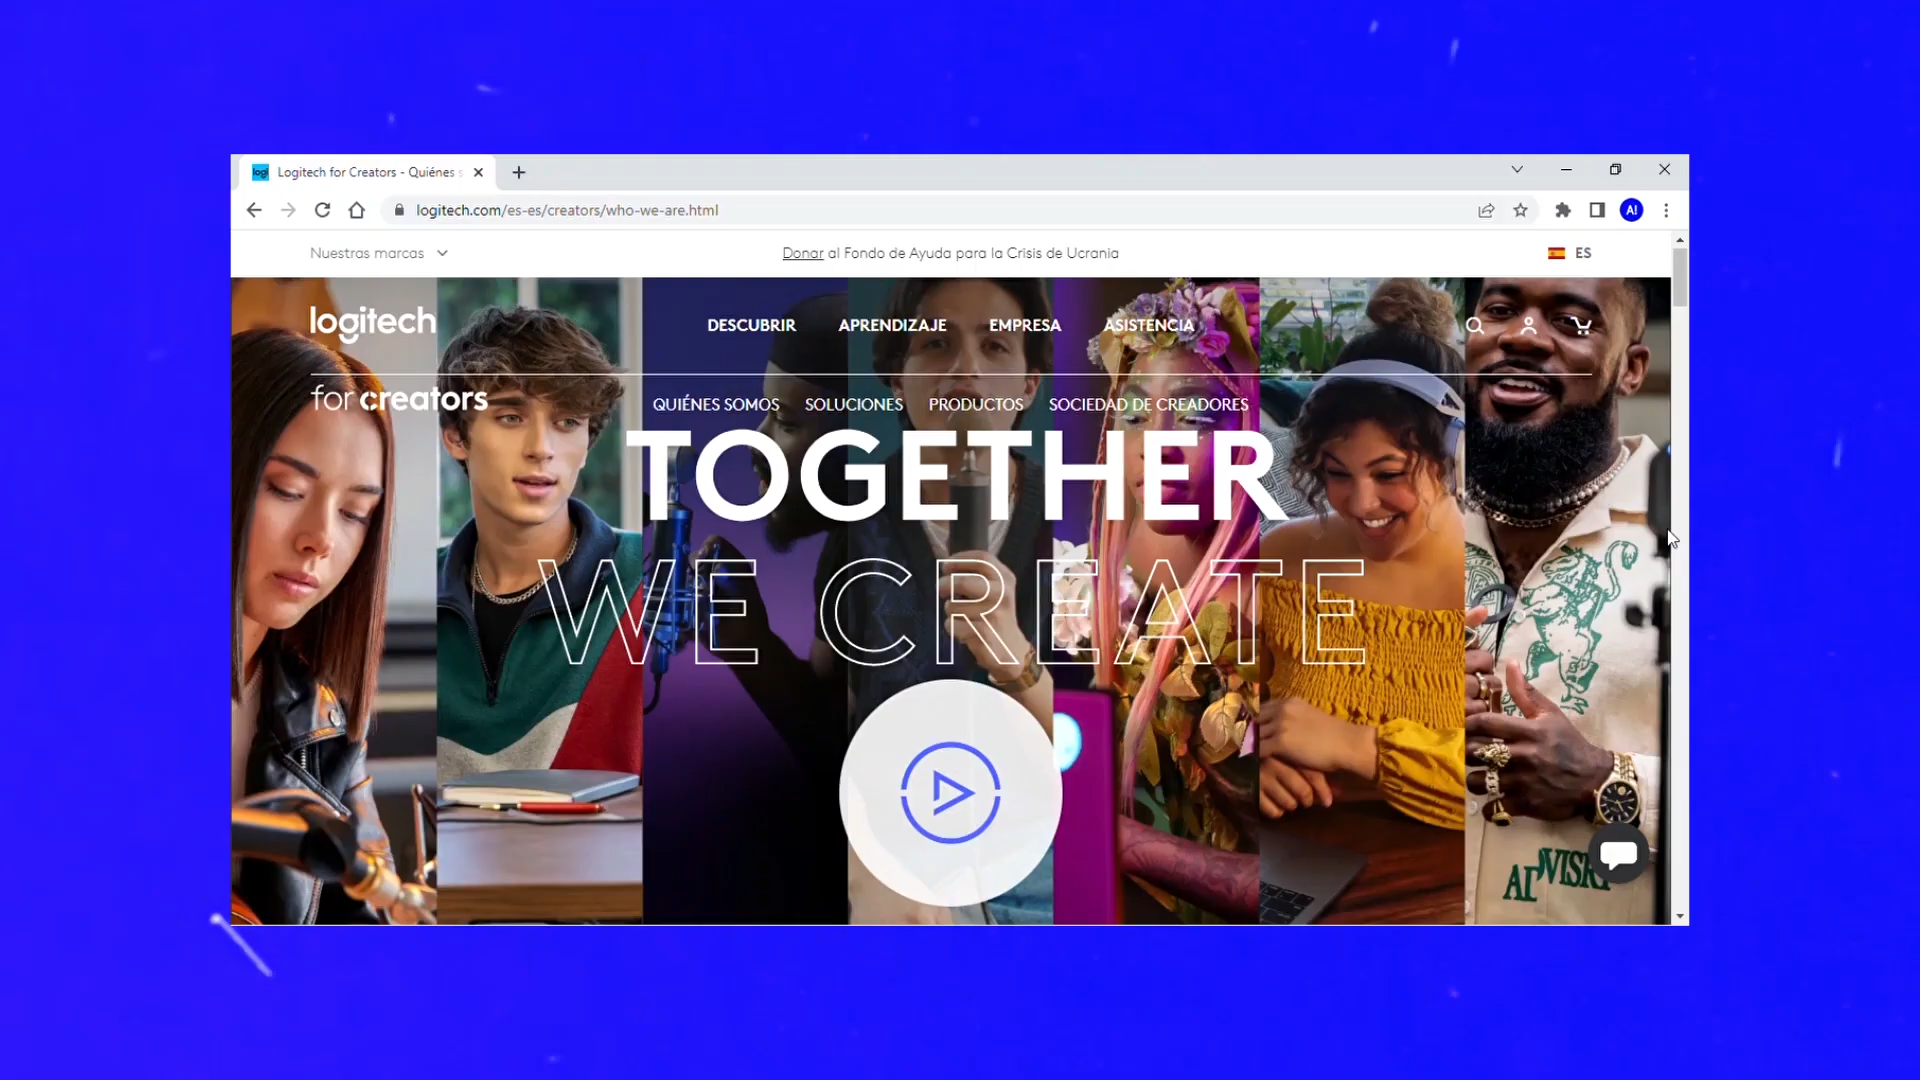 logi Logitech for Creators - Quiénes s
logitech.com/es-es/creators/who-we-are.html
A!
Nuestras marcas
Donar al Fondo de Ayuda para la Crisis de Ucrania
ES
logitech
DESCUBRIR APRENDIZAJE EMPRESA ASISTENCIA
for creators
QUIÉNES SOMOS SOLUCIONES PRODUCTOS SOCIEDAD DE CREADORES
TOGETHER
WE CREATE